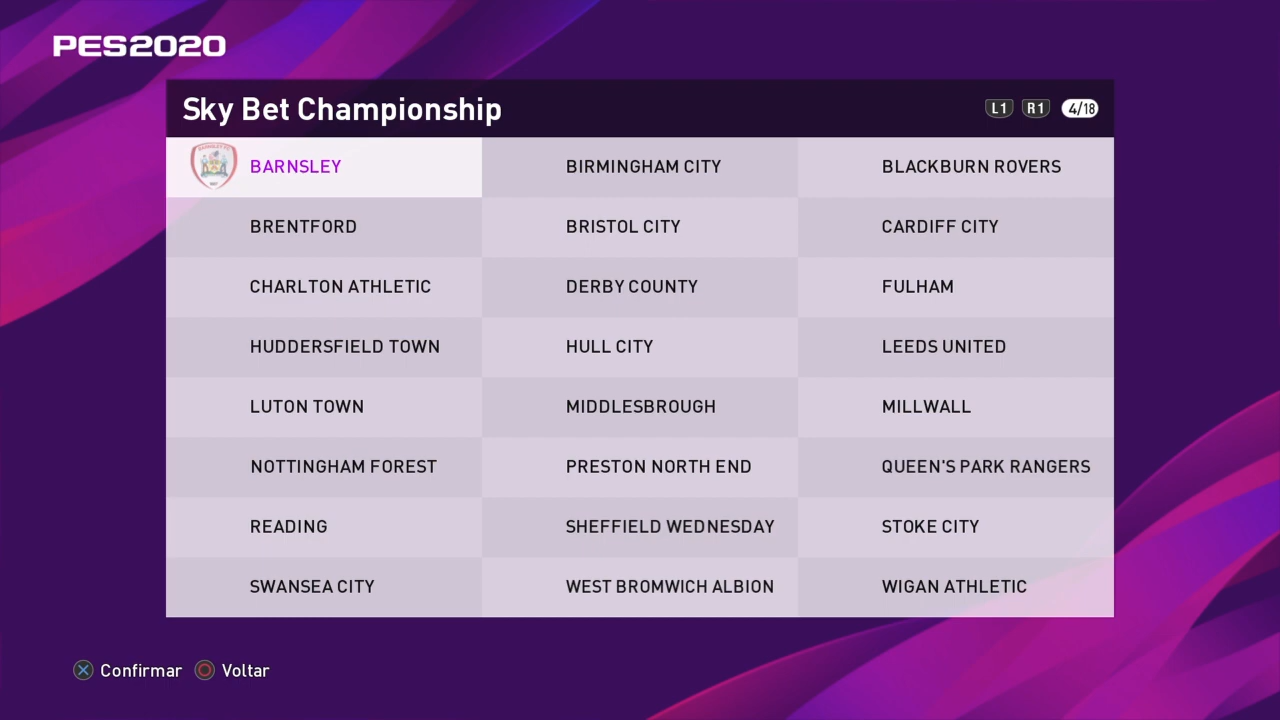 PES2020
Sky Bet Championship L1 R1 4/18
BARNSLEY BIRMINGHAM CITY BLACKBURN ROVERS
BRENTFORD BRISTOL CITY CARDIFF CITY
CHARLTON ATHLETIC DERBY COUNTY FULHAM
HUDDERSFIELD TOWN HULL CITY LEEDS UNITED
LUTON TOWN MIDDLESBROUGH MILLWALL
NOTTINGHAM FOREST PRESTON NORTH END QUEEN'S PARK RANGERS
READING SHEFFIELD WEDNESDAY STOKE CITY
SWANSEA CITY WEST BROMWICH ALBION WIGAN ATHLETIC
Confirmar Voltar